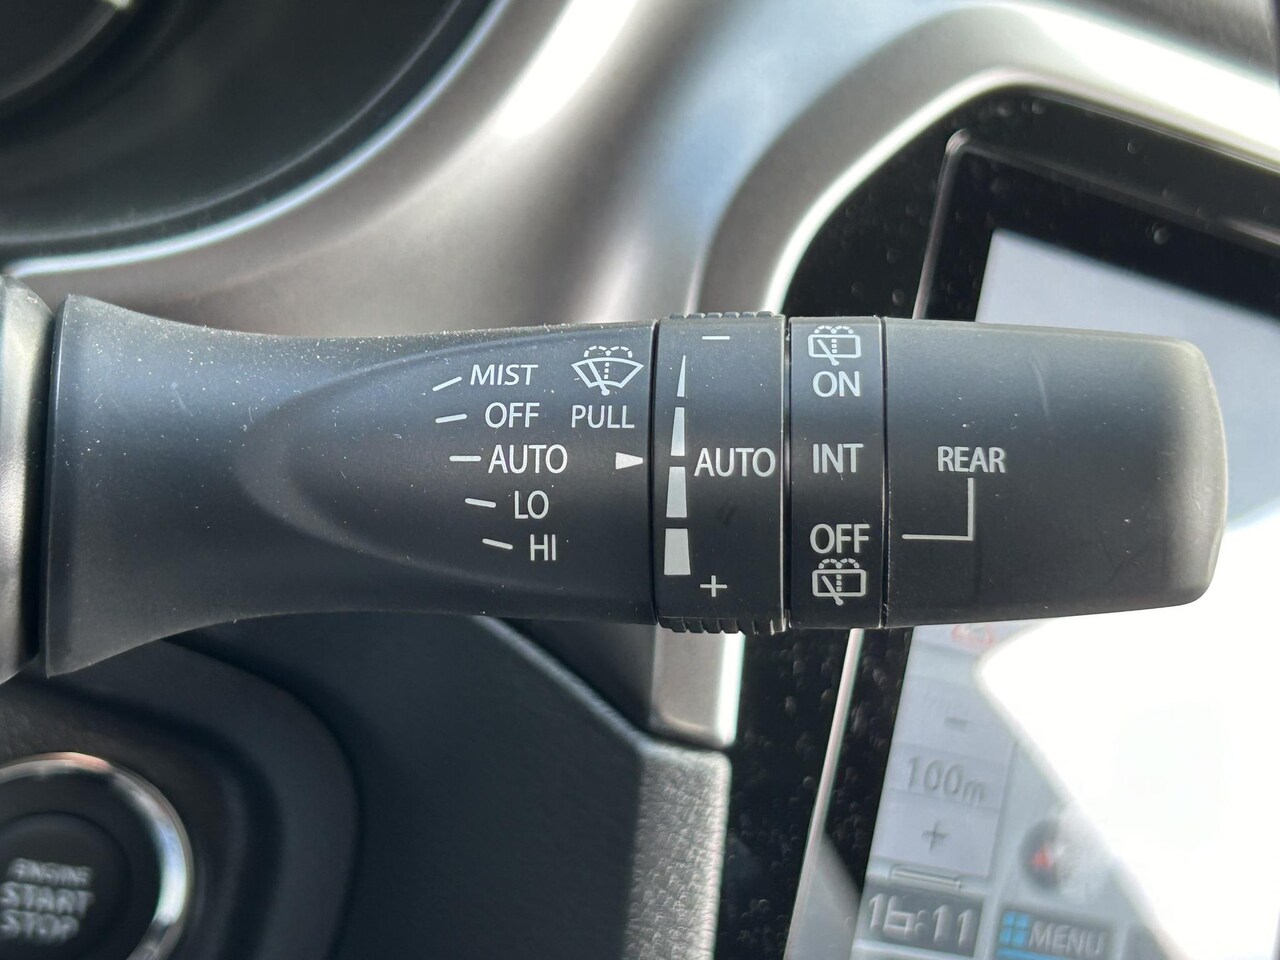 MIST
OFF PULL
AUTO
LO
HI
−
AUTO
+
ON
INT
OFF
REAR
−
100m
+
16:11
MENU
ENGINE
START
STOP